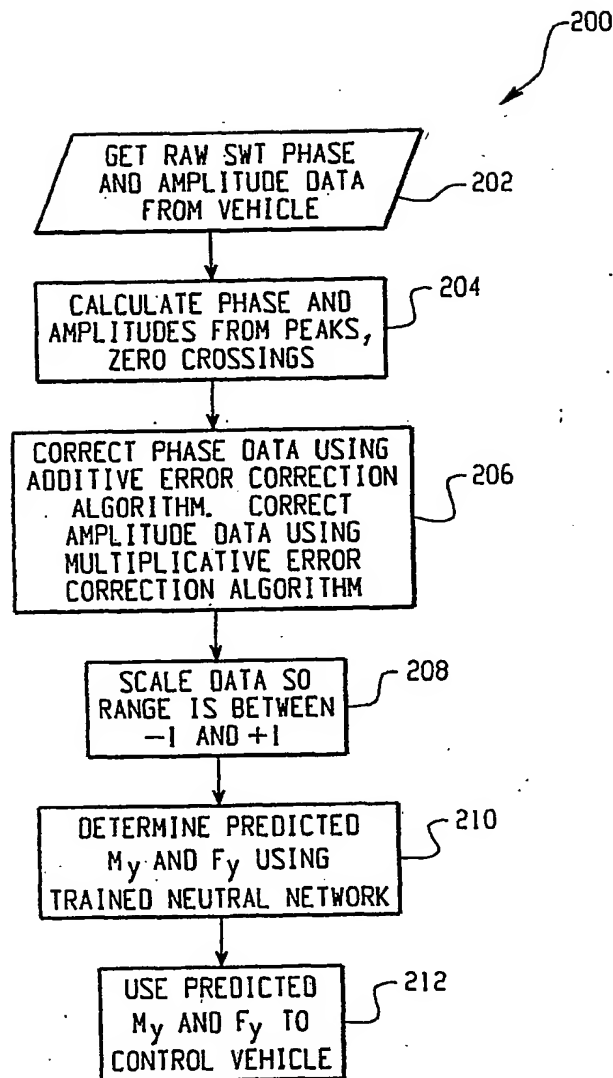 200
GET RAW SWT PHASE
AND AMPLITUDE DATA
FROM VEHICLE
202
CALCULATE PHASE AND
AMPLITUDES FROM PEAKS,
ZERO CROSSINGS
204
CORRECT PHASE DATA USING
ADDITIVE ERROR CORRECTION
ALGORITHM. CORRECT
AMPLITUDE DATA USING
MULTIPLICATIVE ERROR
CORRECTION ALGORITHM
206
SCALE DATA SO
RANGE IS BETWEEN
-1 AND +1
208
DETERMINE PREDICTED
My AND Fy USING
TRAINED NEUTRAL NETWORK
210
USE PREDICTED
My AND Fy TO
CONTROL VEHICLE
212